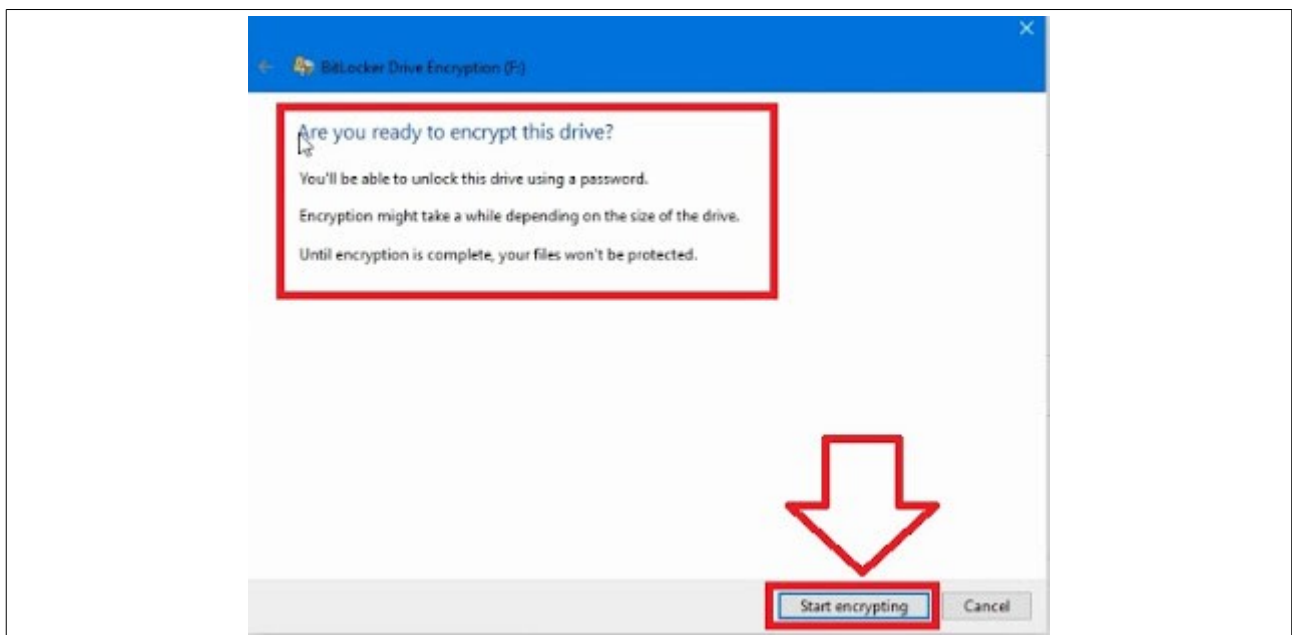 BitLocker Drive Encryption (F:)
Are you ready to encrypt this drive?
You'll be able to unlock this drive using a password.
Encryption might take a while depending on the size of the drive.
Until encryption is complete, your files won't be protected.
Start encrypting
Cancel